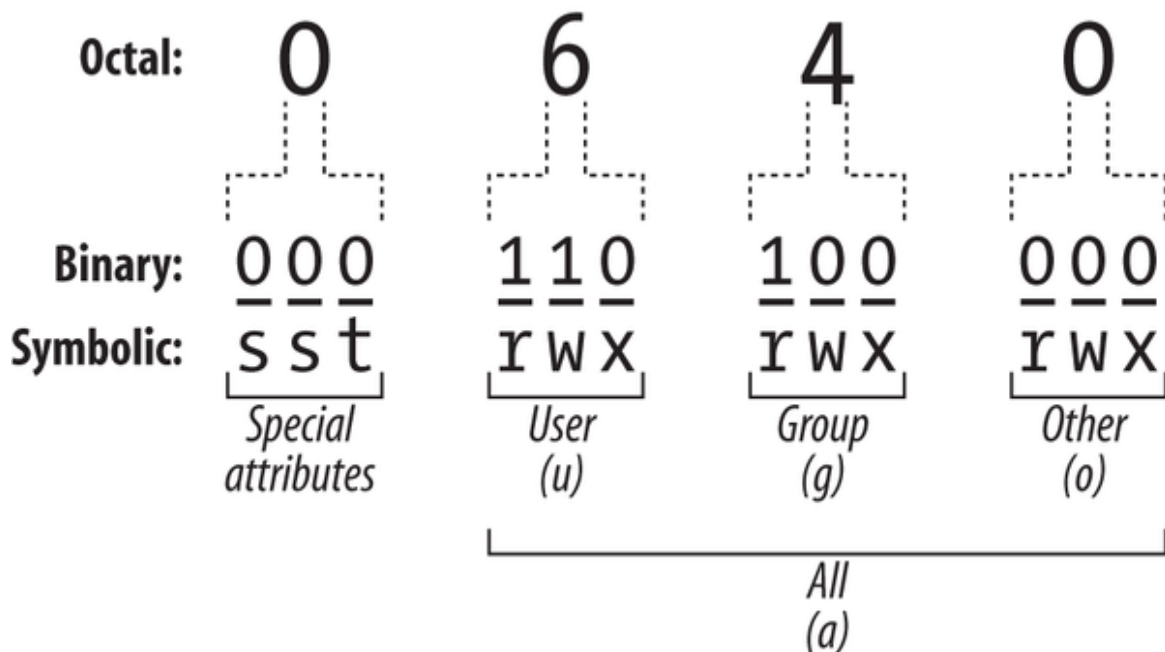 Octal: 0 6 4 0
Binary: 000 110 100 000
Symbolic: sst rwx rwx rwx
Special attributes User (u) Group (g) Other (o)
All
(a)